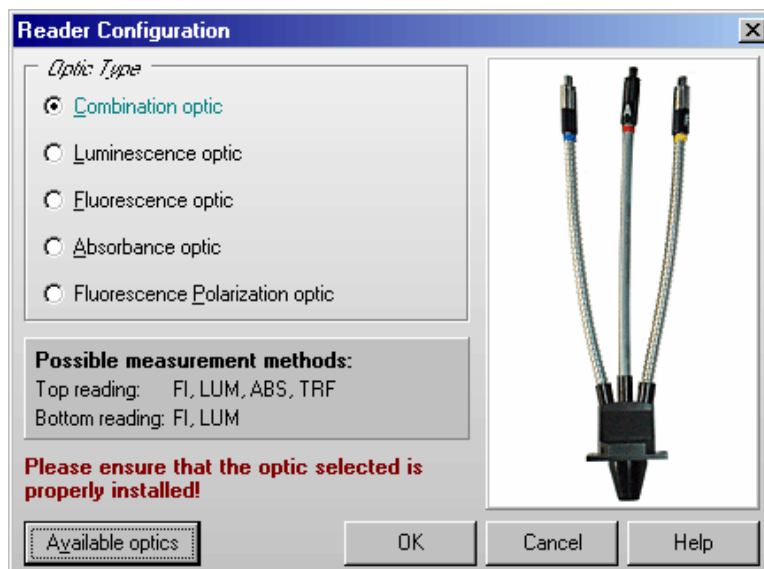 Reader Configuration
Optic Type
Combination optic
Luminescence optic
Fluorescence optic
Absorbance optic
Fluorescence Polarization optic
Possible measurement methods:
Top reading: FI, LUM, ABS, TRF
Bottom reading: FI, LUM
Please ensure that the optic selected is
properly installed!
A
Available optics
OK
Cancel
Help